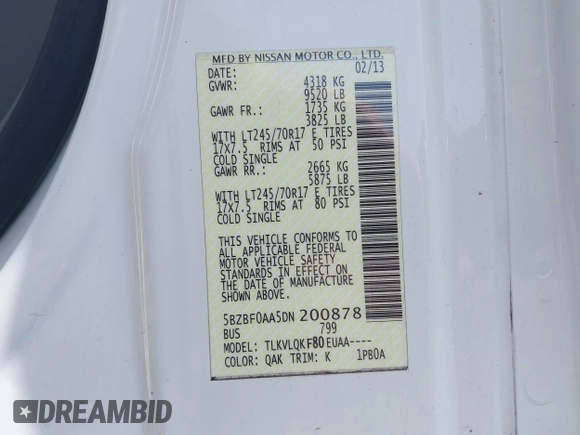 MFD BY NISSAN MOTOR CO., LTD.
DATE: 02/13
GVWR: 4318 KG
9520 LB
GAWR FR.: 1735 KG
3825 LB
WITH LT245/70R17 E TIRES
17X7.5 RIMS AT 50 PSI
COLD SINGLE
GAWR RR.: 2665 KG
5875 LB
WITH LT245/70R17 E TIRES
17X7.5 RIMS AT 80 PSI
COLD SINGLE
THIS VEHICLE CONFORMS TO
ALL APPLICABLE FEDERAL
MOTOR VEHICLE SAFETY
STANDARDS IN EFFECT ON
THE DATE OF MANUFACTURE
SHOWN ABOVE.
5BZBF0AA5DN200878
BUS 799
MODEL: TLKVLQKF80EUAA----
COLOR: QAK TRIM: K 1PB0A
DREAMBID